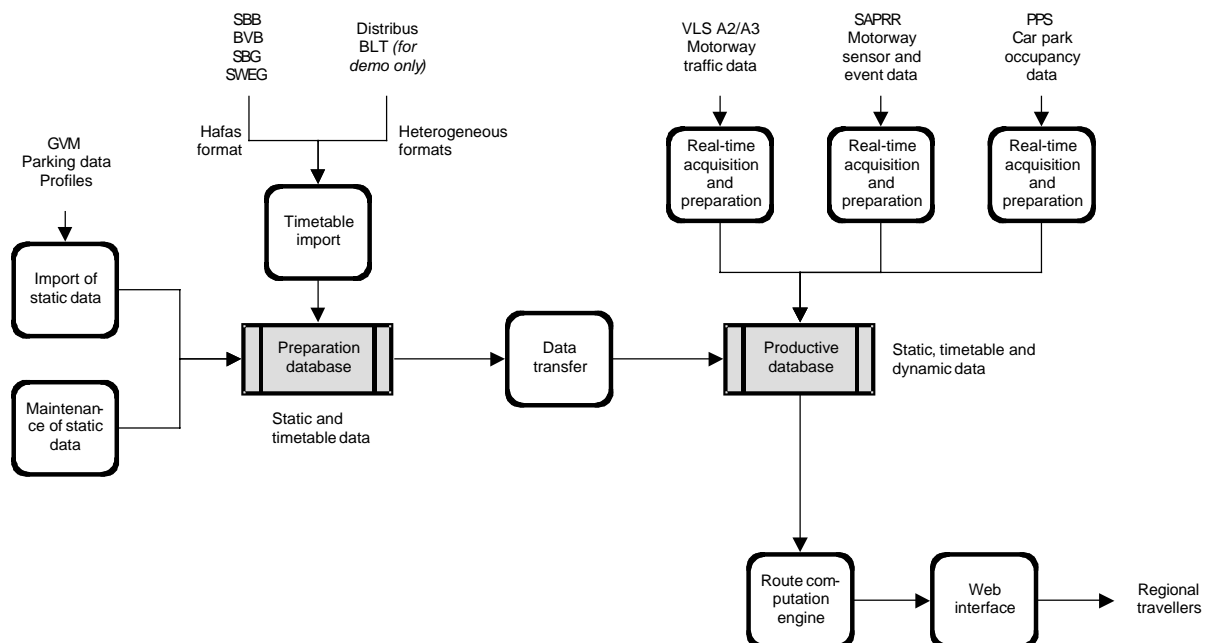 SBB
BVB
SBG
SWEG
Distribus
BLT (for
demo only)
VLS A2/A3
Motorway
traffic data
SAPRR
Motorway
sensor and
event data
PPS
Car park
occupancy
data
Hafas
format
Heterogeneous
formats
GVM
Parking data
Profiles
Real-time
acquisition
and
preparation
Real-time
acquisition
and
preparation
Real-time
acquisition
and
preparation
Timetable
import
Import of
static data
Preparation
database
Data
transfer
Productive
database
Static, timetable and
dynamic data
Maintenan-
ce of static
data
Static and
timetable data
Route com-
putation
engine
Web
interface
Regional
travellers